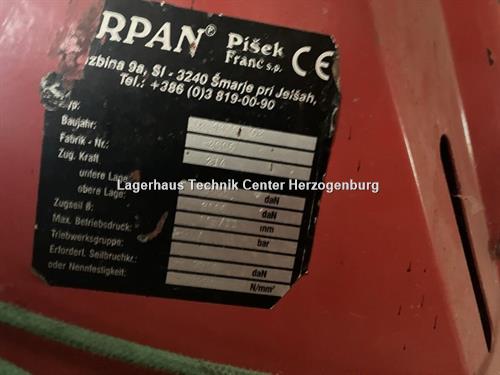 RPAN® Pišek
Franc s.p. CE
zbina 9a, SI - 3240 Šmarje pri Jelšah,
Tel.: +386 (0)3 819-00-90
Typ:
Baujahr:
Fabrik - Nr.:
Zug. Kraft
untere Lage:
obere Lage: daN
Zugseil Ø: daN
Max. Betriebsdruck: mm
Triebwerksgruppe: bar
Erforderl. Seilbruchkr.:
oder Nennfestigkeit: daN
N/mm²
Lagerhaus Technik Center Herzogenburg